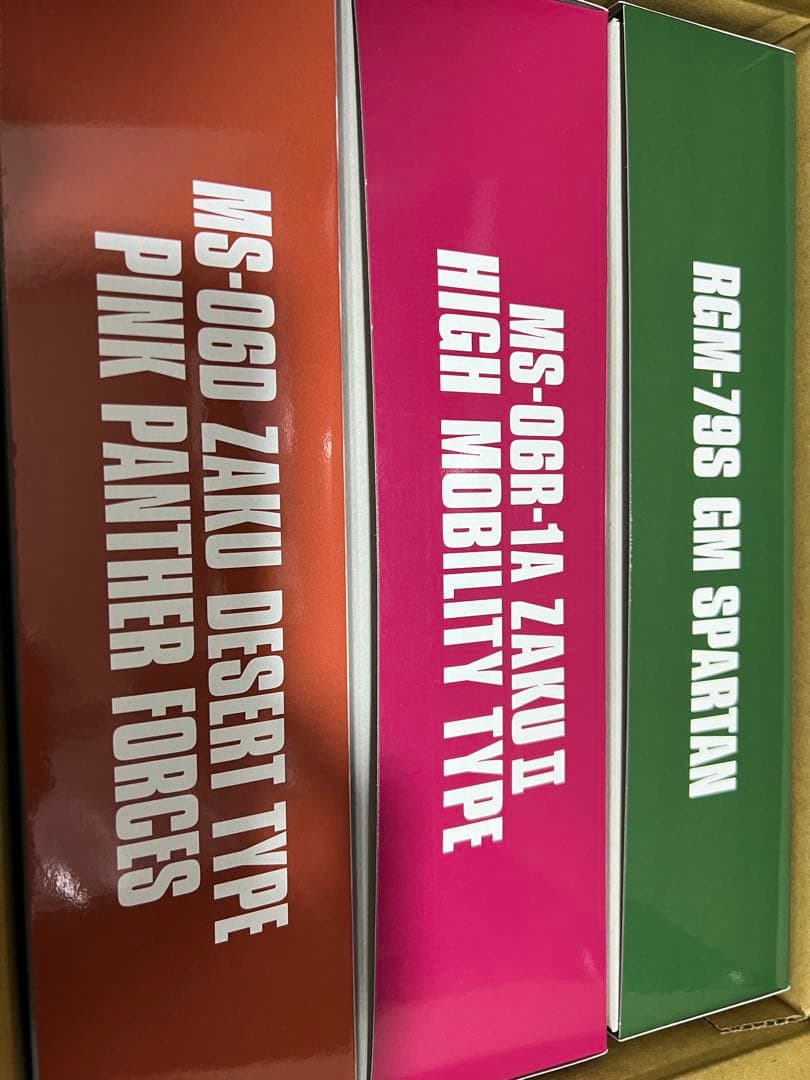 RGM-79S GM SPARTAN
MS-06R-1A ZAKU II
HIGH MOBILITY TYPE
MS-06D ZAKU DESERT TYPE
PINK PANTHER FORCES